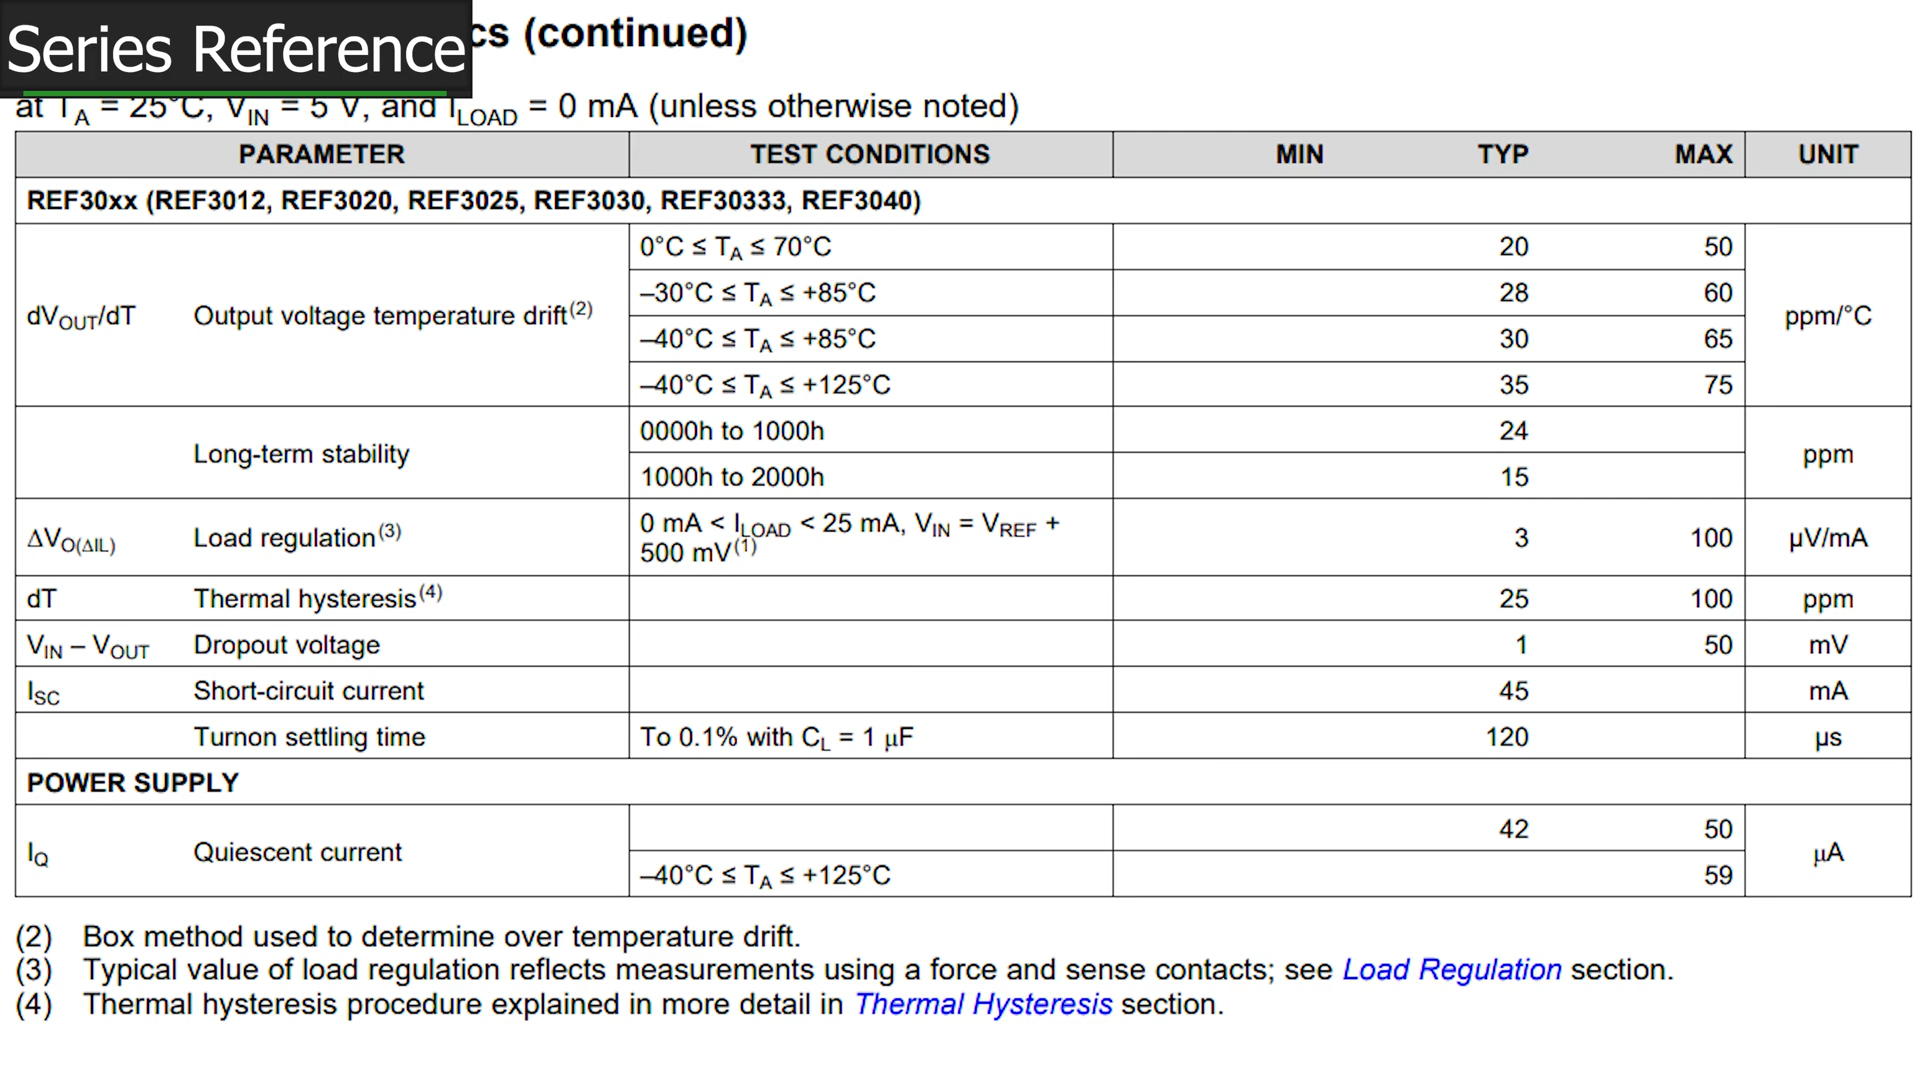 Series Reference
cs (continued)
at TA = 25°C, VIN = 5 V, and ILOAD = 0 mA (unless otherwise noted)
PARAMETER TEST CONDITIONS MIN TYP MAX UNIT
REF30xx (REF3012, REF3020, REF3025, REF3030, REF30333, REF3040)
dVOUT/dT Output voltage temperature drift(2) 0°C ≤ TA ≤ 70°C 20 50 ppm/°C
–30°C ≤ TA ≤ +85°C 28 60
–40°C ≤ TA ≤ +85°C 30 65
–40°C ≤ TA ≤ +125°C 35 75
Long-term stability 0000h to 1000h 24 ppm
1000h to 2000h 15
ΔVO(ΔIL) Load regulation(3) 0 mA < ILOAD < 25 mA, VIN = VREF +
500 mV(1) 3 100 µV/mA
dT Thermal hysteresis(4) 25 100 ppm
VIN – VOUT Dropout voltage 1 50 mV
ISC Short-circuit current 45 mA
Turnon settling time To 0.1% with CL = 1 µF 120 µs
POWER SUPPLY
IQ Quiescent current 42 50 µA
–40°C ≤ TA ≤ +125°C 59
(2) Box method used to determine over temperature drift.
(3) Typical value of load regulation reflects measurements using a force and sense contacts; see Load Regulation section.
(4) Thermal hysteresis procedure explained in more detail in Thermal Hysteresis section.